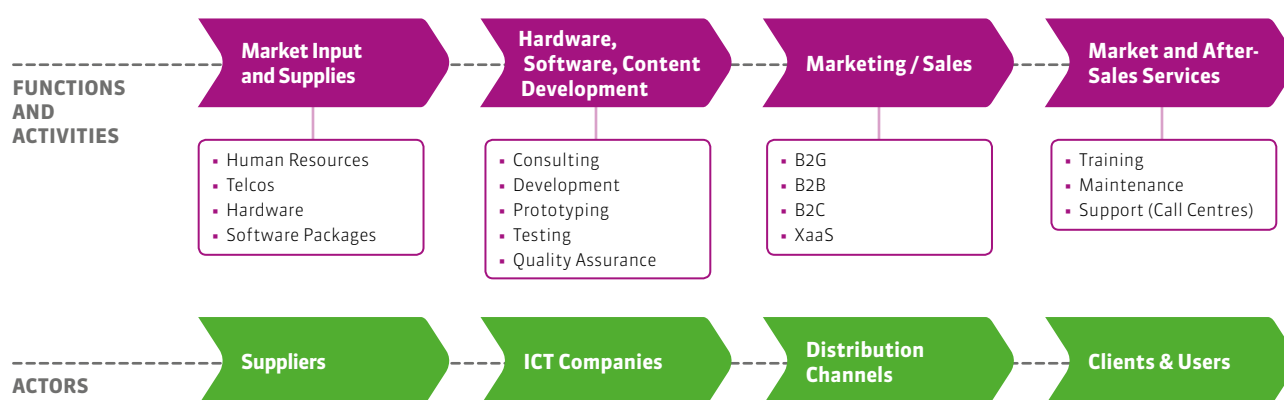 Market Input
and Supplies
Hardware,
Software, Content
Development
Marketing / Sales
Market and After-
Sales Services
FUNCTIONS
AND
ACTIVITIES
▪ Human Resources
▪ Telcos
▪ Hardware
▪ Software Packages
▪ Consulting
▪ Development
▪ Prototyping
▪ Testing
▪ Quality Assurance
▪ B2G
▪ B2B
▪ B2C
▪ XaaS
▪ Training
▪ Maintenance
▪ Support (Call Centres)
Suppliers
ICT Companies
Distribution
Channels
Clients & Users
ACTORS